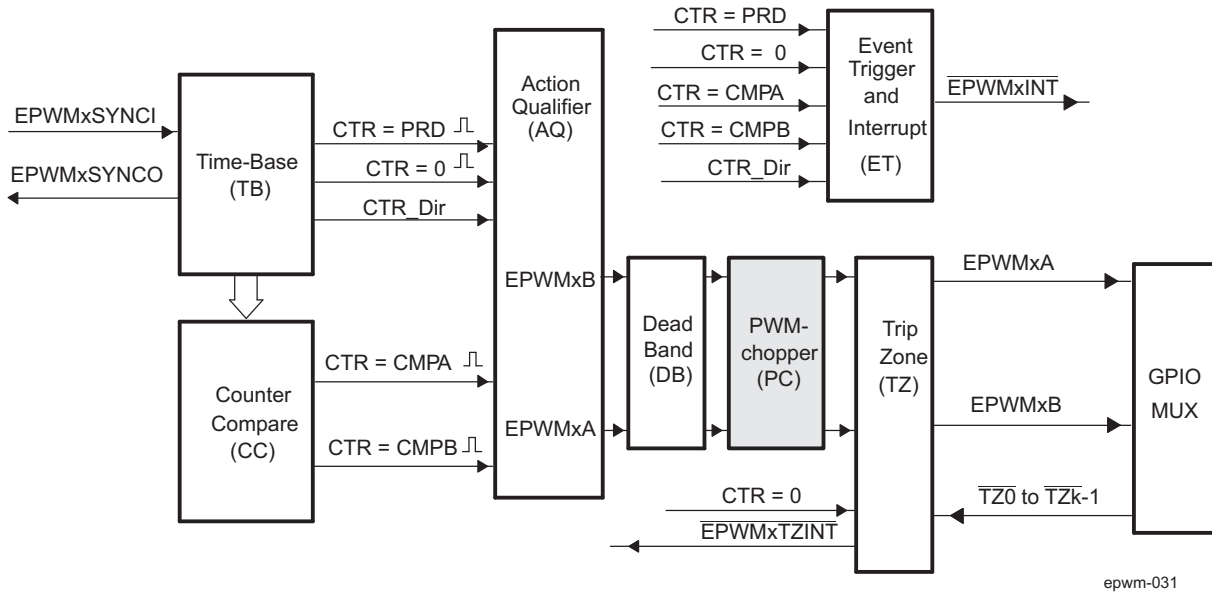 EPWMxSYNCI
EPWMxSYNCO
Time-Base
(TB)
CTR = PRD
CTR = 0
CTR_Dir
Counter
Compare
(CC)
CTR = CMPA
CTR = CMPB
Action
Qualifier
(AQ)
EPWMxB
EPWMxA
CTR = PRD
CTR = 0
CTR = CMPA
CTR = CMPB
CTR_Dir
Event
Trigger
and
Interrupt
(ET)
EPWMxINT
Dead
Band
(DB)
PWM-
chopper
(PC)
Trip
Zone
(TZ)
CTR = 0
EPWMxTZINT
EPWMxA
EPWMxB
TZ0 to TZk-1
GPIO
MUX
epwm-031